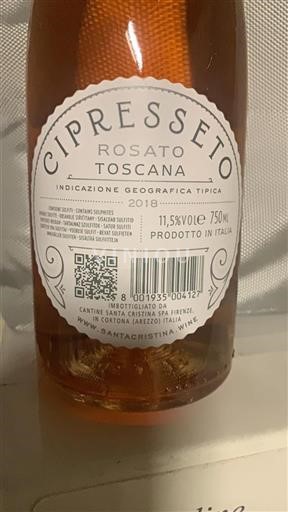 CIPRESSETO
ROSATO
TOSCANA
INDICAZIONE GEOGRAFICA TIPICA
2018
11,5%VOL℮ 750ML
PRODOTTO IN ITALIA
CONTIENE SOLFITI - CONTAINS SULPHITES
8 001935 004127
IMBOTTIGLIATO DA
CANTINE SANTA CRISTINA SPA FIRENZE,
IN CORTONA (AREZZO) ITALIA
WWW.SANTACRISTINA.WINE